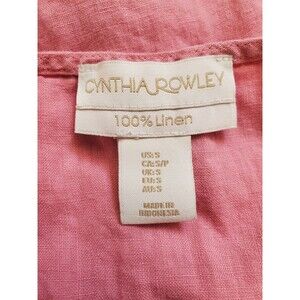 CYNTHIA ROWLEY
100% Linen
US:S
CA:S/P
UK:S
EU:S
AU:S
MADE IN
INDONESIA